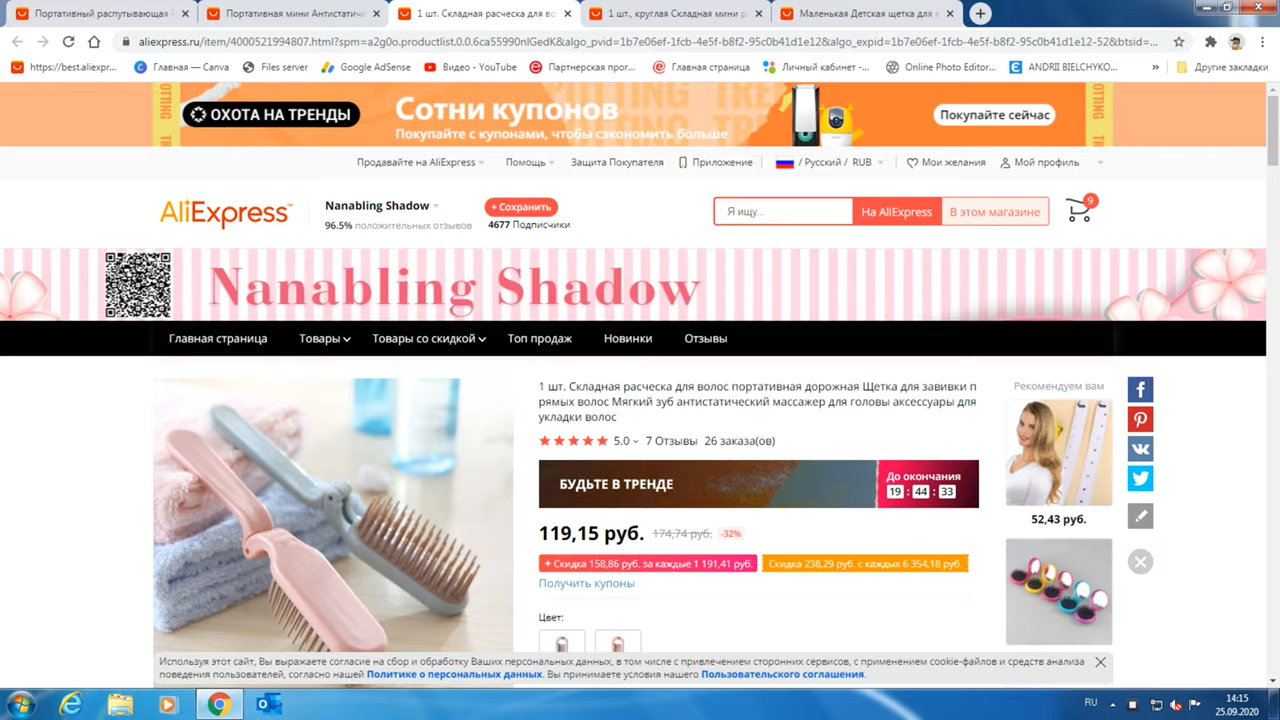 Портативный распутывающая
Портативная мини Антистатиче
1 шт. Складная расческа для во
1 шт., круглая Складная мини р
Маленькая Детская щетка для в
aliexpress.ru/item/4000521994807.html?spm=a2g0o.productlist.0.0.6ca55990nlGedK&algo_pvid=1b7e06ef-1fcb-4e5f-b8f2-95c0b41d1e12&algo_expid=1b7e06ef-1fcb-4e5f-b8f2-95c0b41d1e12-52&btsid=...
https://best.aliexpr...
Главная — Canva
Files server
Google AdSense
Видео - YouTube
Партнерская прог...
Главная страница
Личный кабинет -...
Online Photo Editor...
ANDRII BIELCHYKO...
»
Другие закладки
ОХОТА НА ТРЕНДЫ
Сотни купонов
Покупайте с купонами, чтобы сэкономить больше
Покупайте сейчас
Продавайте на AliExpress
Помощь
Защита Покупателя
Приложение
/ Русский / RUB
Мои желания
Мой профиль
AliExpress™
Nanabling Shadow
96.5% положительных отзывов
+ Сохранить
4677 Подписчики
Я ищу...
На AliExpress
В этом магазине
9
Nanabling Shadow
Главная страница
Товары
Товары со скидкой
Топ продаж
Новинки
Отзывы
1 шт. Складная расческа для волос портативная дорожная Щетка для завивки п
рямых волос Мягкий зуб антистатический массажер для головы аксессуары для
укладки волос
5.0
7 Отзывы
26 заказа(ов)
БУДЬТЕ В ТРЕНДЕ
До окончания
19 : 44 : 33
119,15 руб.
174,74 руб.
-32%
+ Скидка 158,86 руб. за каждые 1 191,41 руб.
Скидка 238,29 руб. с каждых 6 354,18 руб.
Получить купоны
Цвет:
Рекомендуем вам
52,43 руб.
Используя этот сайт, Вы выражаете согласие на сбор и обработку Ваших персональных данных, в том числе с привлечением сторонних сервисов, с применением cookie-файлов и средств анализа
поведения пользователей, согласно нашей Политике о персональных данных. Вы принимаете условия нашего Пользовательского соглашения.
RU
14:15
25.09.2020